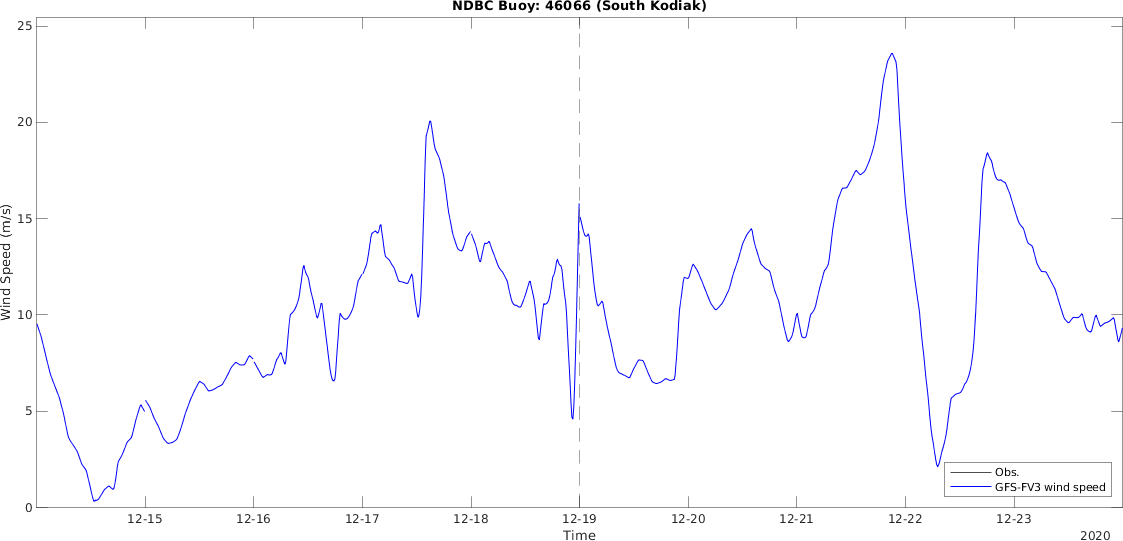 NDBC Buoy: 46066 (South Kodiak)
25
20
15
10
5
0
Wind Speed (m/s)
12-15 12-16 12-17 12-18 12-19 12-20 12-21 12-22 12-23
Time
2020
Obs.
GFS-FV3 wind speed